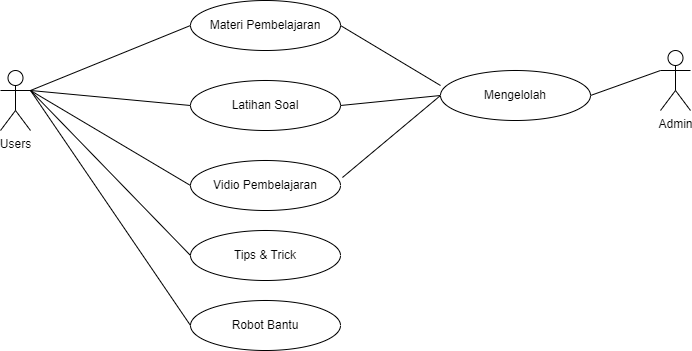 Materi Pembelajaran
Latihan Soal
Mengelolah
Users
Admin
Vidio Pembelajaran
Tips & Trick
Robot Bantu